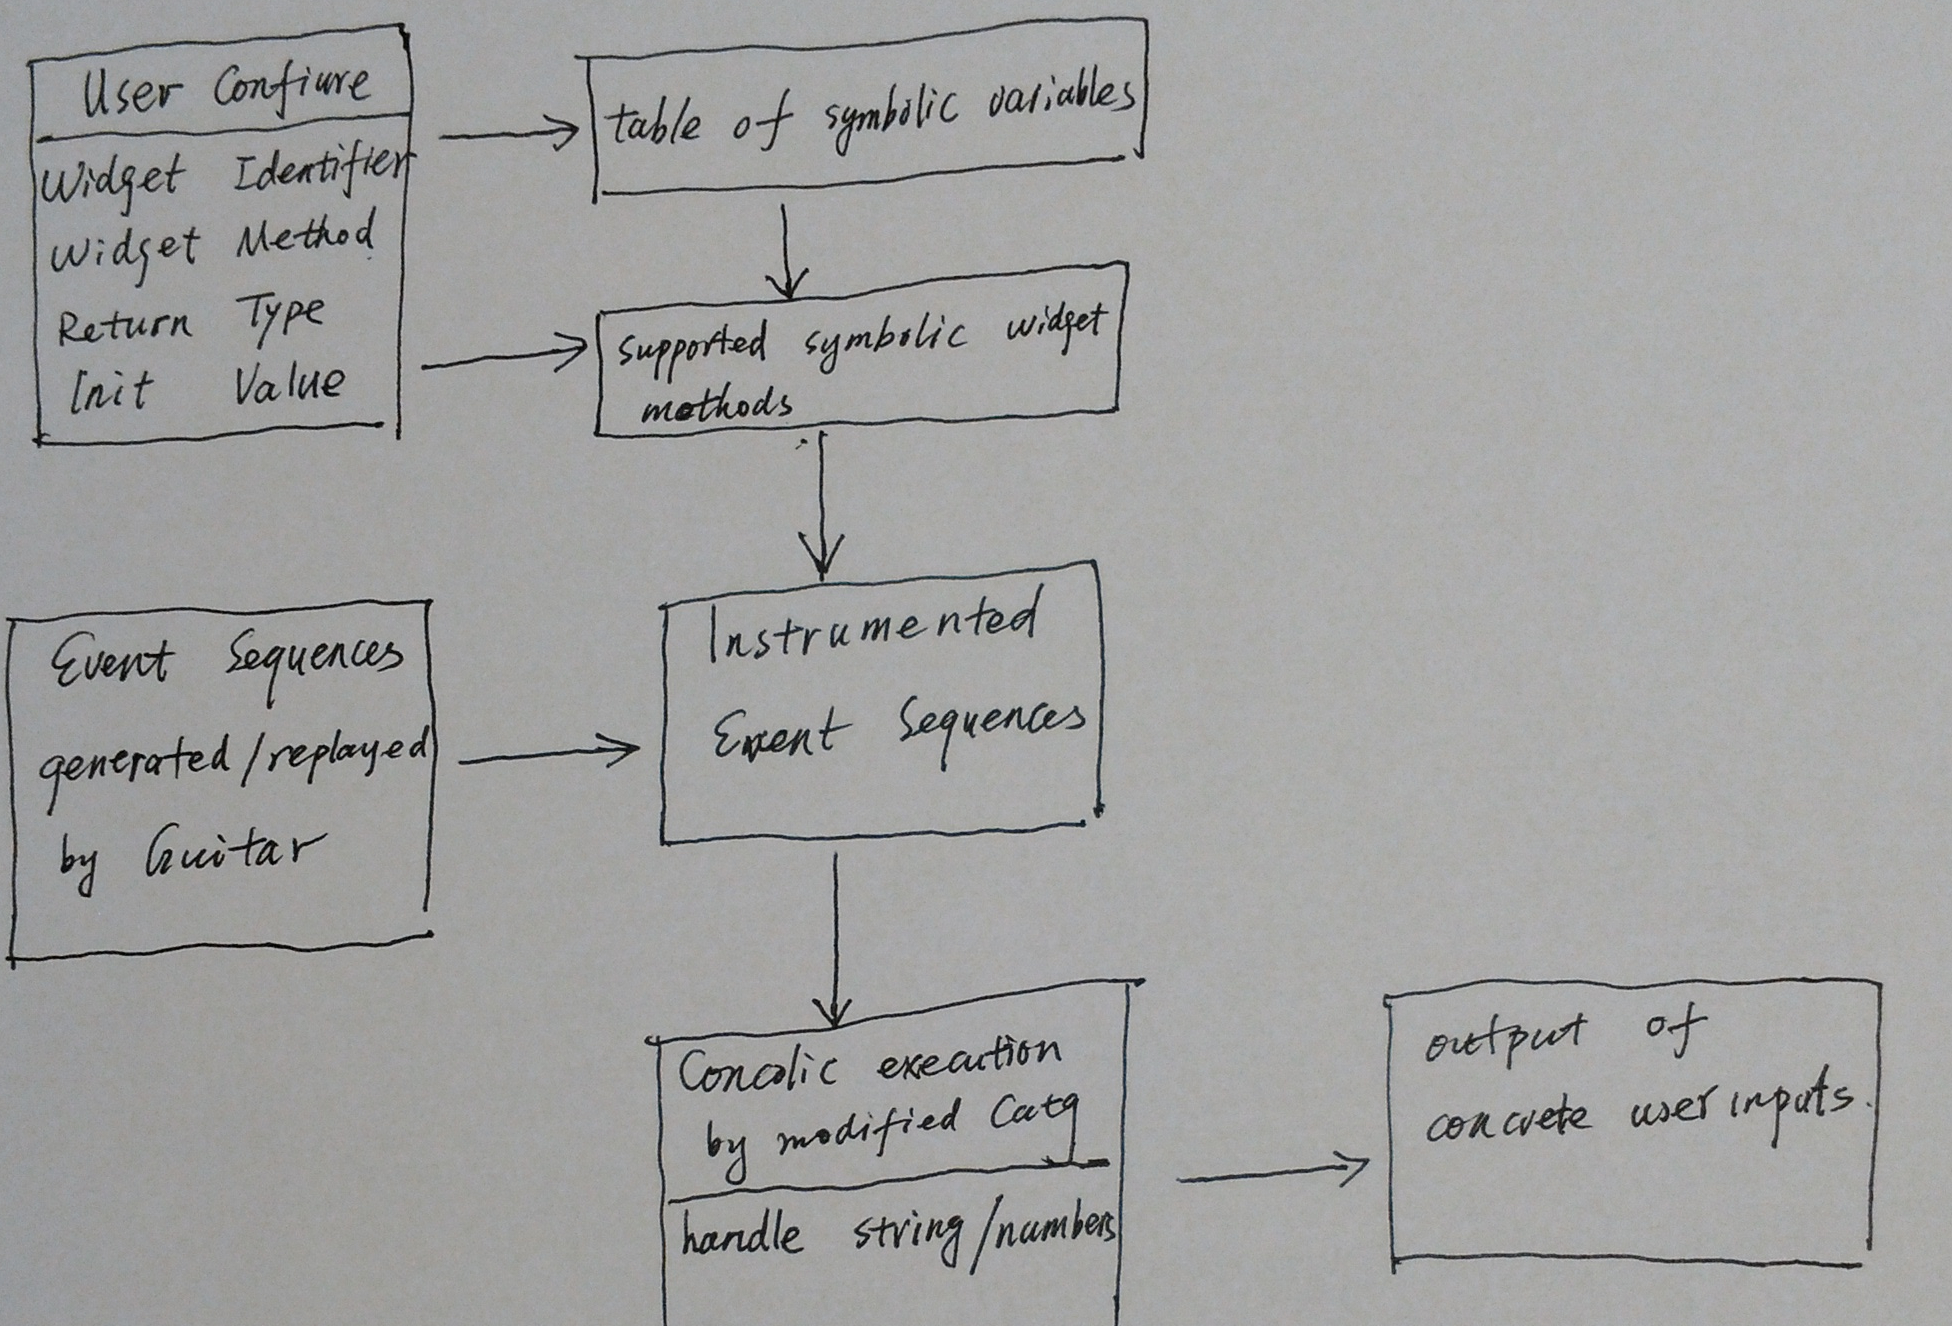 User Confiure
Widget Identifier
Widget Method
Return Type
Init Value
table of symbolic variables
supported symbolic widget
methods
Event Sequences
generated/replayed
by Guitar
Instrumented
Event Sequences
Concolic execution
by modified Catg
handle string/numbers
output of
concrete user inputs.